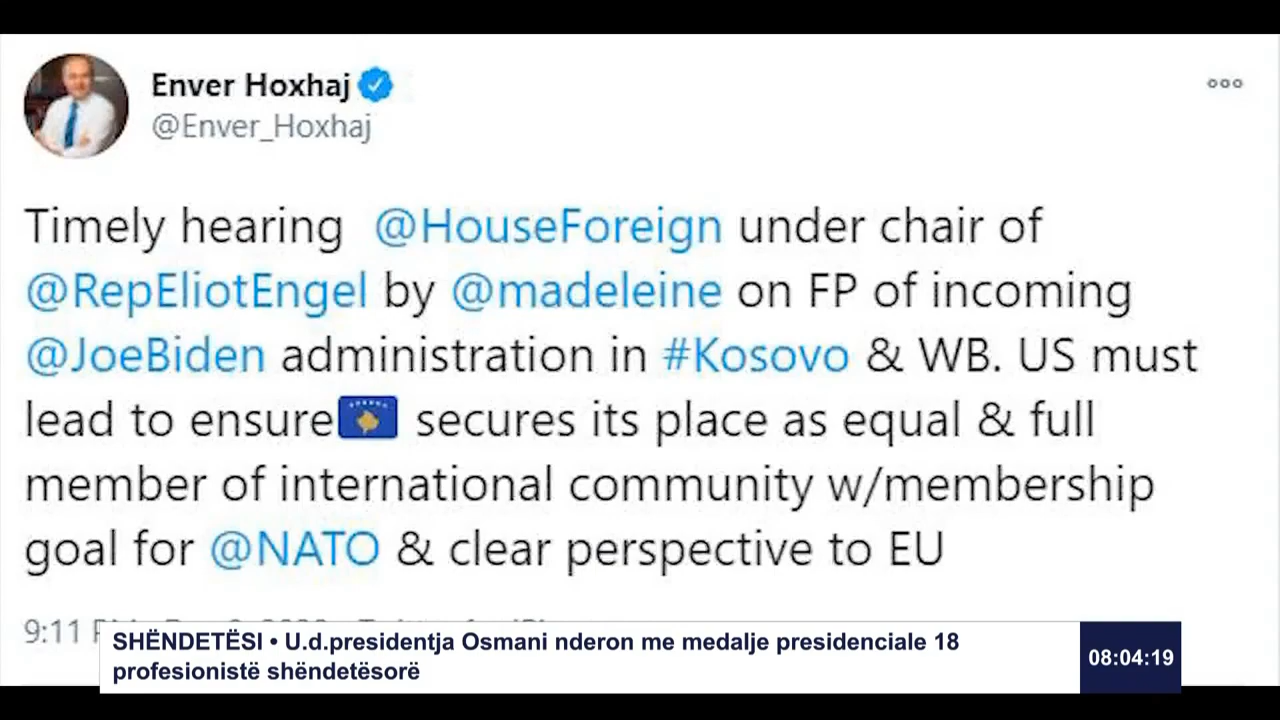 Enver Hoxhaj
@Enver_Hoxhaj
Timely hearing @HouseForeign under chair of
@RepEliotEngel by @madeleine on FP of incoming
@JoeBiden administration in #Kosovo & WB. US must
lead to ensure🇽🇰 secures its place as equal & full
member of international community w/membership
goal for @NATO & clear perspective to EU
9:11
SHËNDETËSI • U.d.presidentja Osmani nderon me medalje presidenciale 18
profesionistë shëndetësorë
08:04:19